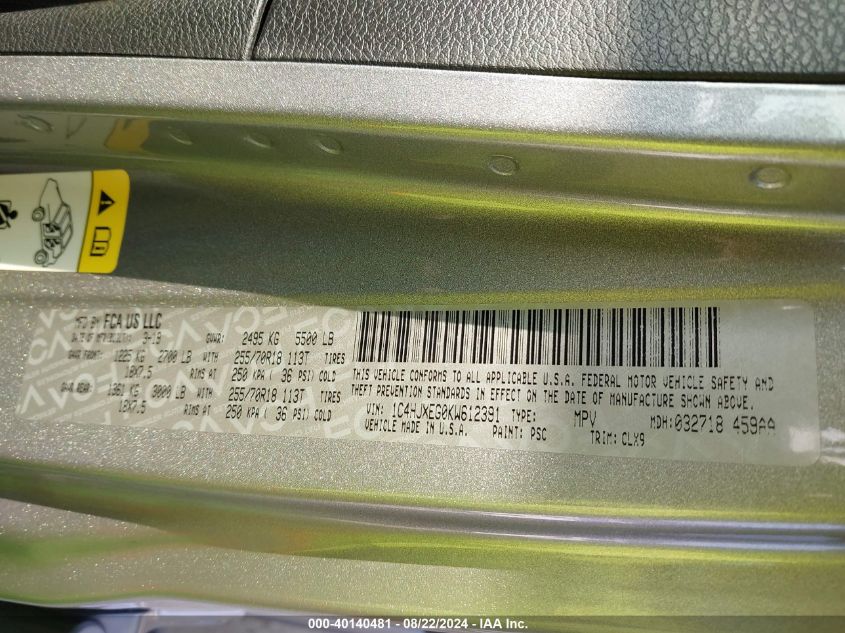 MFD BY FCA US LLC
DATE OF MFR 3-19 GVWR: 2495 KG 5500 LB
GAWR FRONT: 1225 KG 2700 LB WITH 255/70R18 113T TIRES
18X7.5 RIMS AT 250 KPA ( 36 PSI) COLD
GAWR REAR: 1361 KG 3000 LB WITH 255/70R18 113T TIRES
18X7.5 RIMS AT 250 KPA ( 36 PSI) COLD
THIS VEHICLE CONFORMS TO ALL APPLICABLE U.S.A. FEDERAL MOTOR VEHICLE SAFETY AND
THEFT PREVENTION STANDARDS IN EFFECT ON THE DATE OF MANUFACTURE SHOWN ABOVE.
VIN: 1C4HJXEG0KW612391 TYPE: MPV MDH:032718 459AA
VEHICLE MADE IN U.S.A. PAINT: PSC TRIM: CLX9
000-40140481 - 08/22/2024 - IAA Inc.